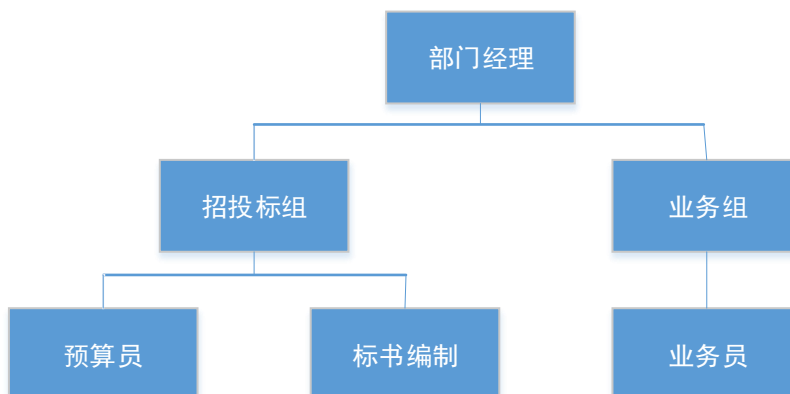 部门经理
招投标组
业务组
预算员
标书编制
业务员